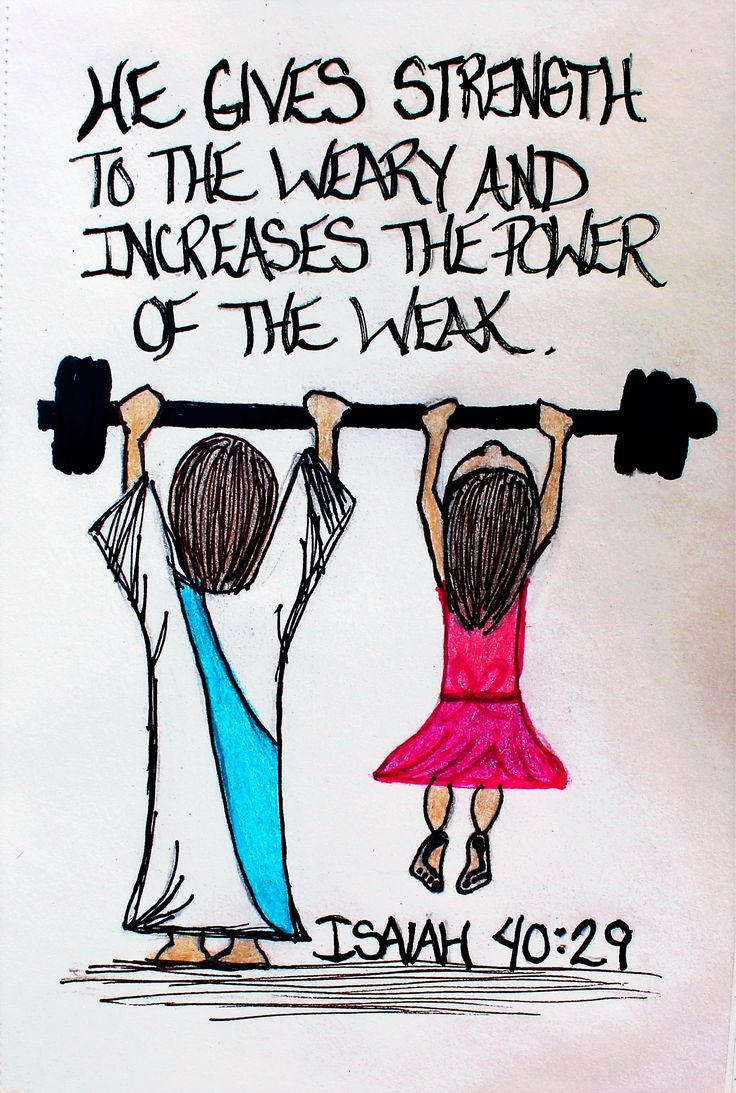 HE GIVES STRENGTH
TO THE WEARY AND
INCREASES THE POWER
OF THE WEAK.
ISAIAH 40:29